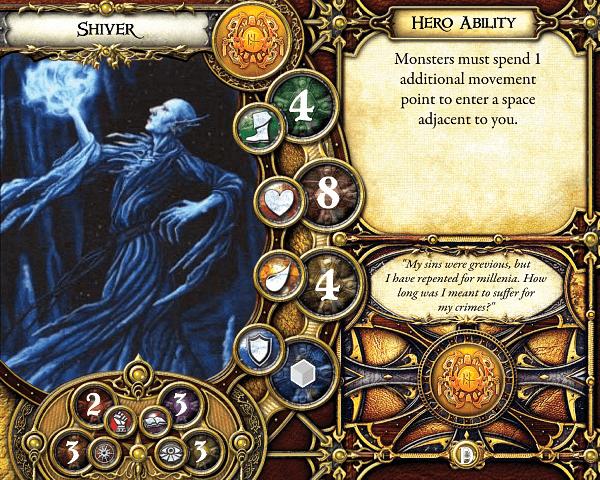 Shiver
4
8
4
2
3
3
3
Hero Ability
Monsters must spend 1
additional movement
point to enter a space
adjacent to you.
"My sins were grevious, but
I have repented for millenia. How
long was I meant to suffer for
my crimes?"